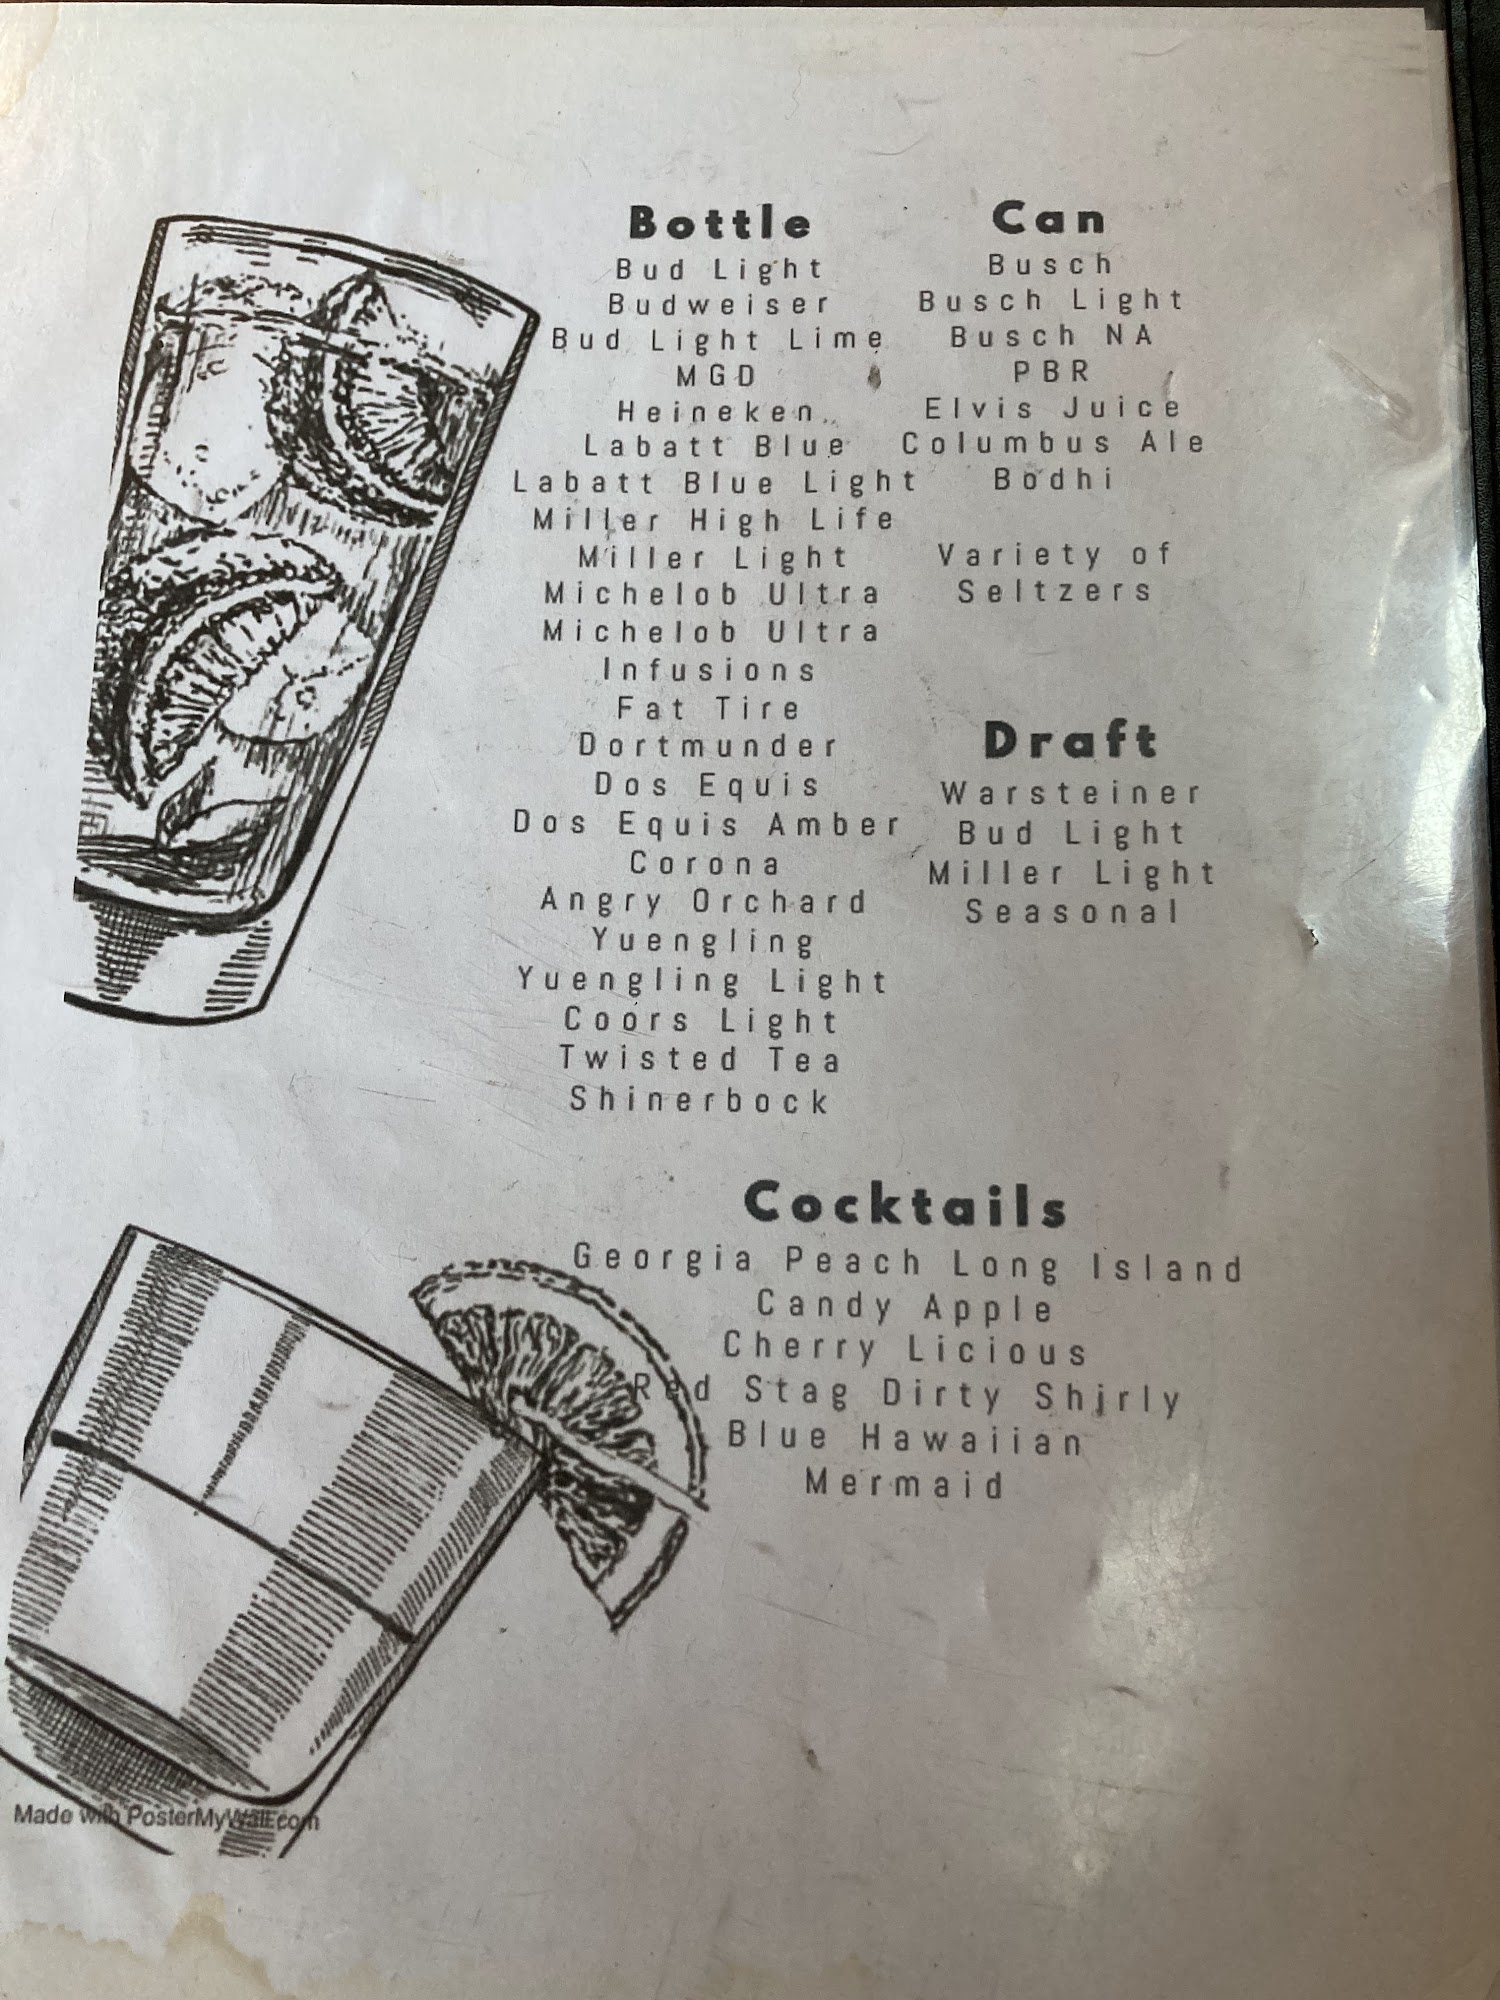 Bottle
Bud Light
Budweiser
Bud Light Lime
MGD
Heineken
Labatt Blue
Labatt Blue Light
Miller High Life
Miller Light
Michelob Ultra
Michelob Ultra
Infusions
Fat Tire
Dortmunder
Dos Equis
Dos Equis Amber
Corona
Angry Orchard
Yuengling
Yuengling Light
Coors Light
Twisted Tea
Shinerbock
Can
Busch
Busch Light
Busch NA
PBR
Elvis Juice
Columbus Ale
Bodhi
Variety of
Seltzers
Draft
Warsteiner
Bud Light
Miller Light
Seasonal
Cocktails
Georgia Peach Long Island
Candy Apple
Cherry Licious
Red Stag Dirty Shirly
Blue Hawaiian
Mermaid
Made with PosterMyWall.com